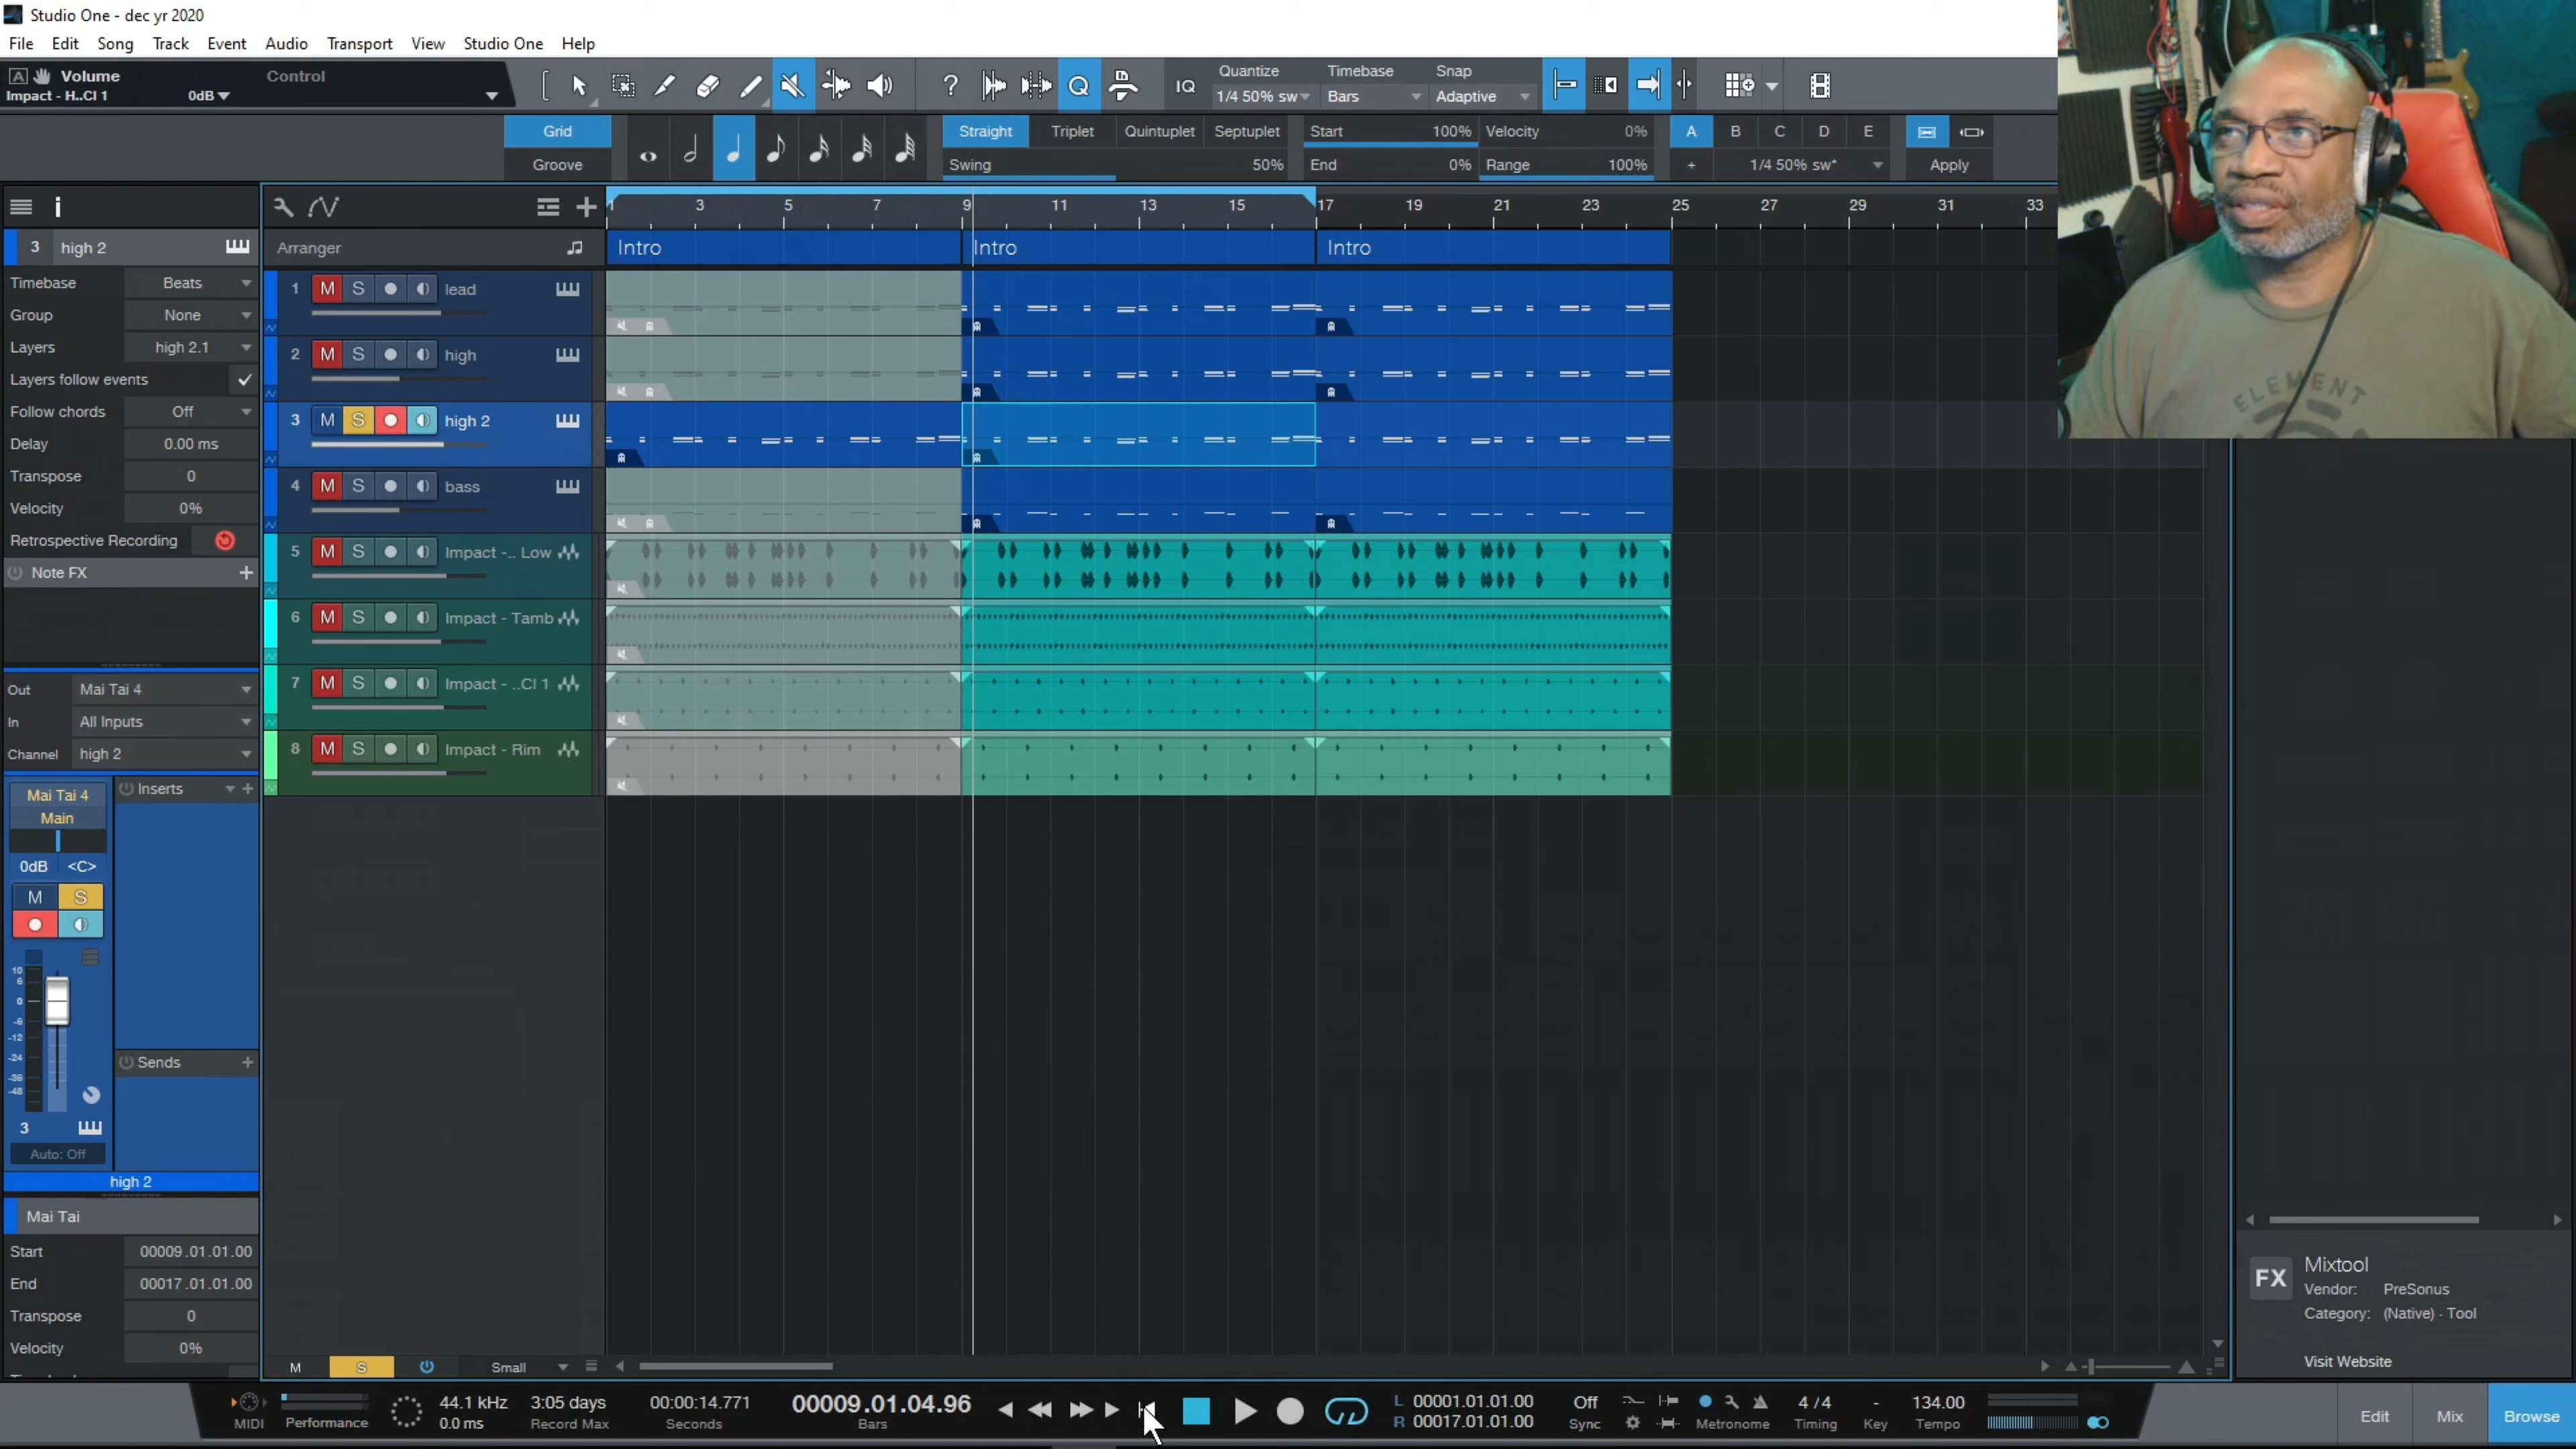 Studio One - dec yr 2020
File Edit Song Track Event Audio Transport View Studio One Help
Volume Control
Impact - H..Cl 1 0dB
IQ
Quantize Timebase Snap
1/4 50% sw Bars Adaptive
Grid
Groove
Straight Triplet Quintuplet Septuplet
Swing 50%
Start 100% Velocity 0%
End 0% Range 100%
A B C D E
1/4 50% sw* Apply
3 high 2
Timebase Beats
Group None
Layers high 2.1
Layers follow events
Follow chords Off
Delay 0.00 ms
Transpose 0
Velocity 0%
Retrospective Recording
Note FX
Out Mai Tai 4
In All Inputs
Channel high 2
Mai Tai 4
Main
Inserts
0dB <C>
M S
10
6
0
-6
-12
-24
-36
-48
Sends
3
Auto: Off
high 2
Mai Tai
Start 00009.01.01.00
End 00017.01.01.00
Transpose 0
Velocity 0%
1 3 5 7 9 11 13 15 17 19 21 23 25 27 29 31 33
Arranger
Intro Intro Intro
1 M S lead
2 M S high
3 M S high 2
4 M S bass
5 M S Impact -.. Low
6 M S Impact - Tamb
7 M S Impact - ..Cl 1
8 M S Impact - Rim
M S Small
ELEMENT
FX
Mixtool
Vendor: PreSonus
Category: (Native) - Tool
Visit Website
MIDI
Performance
44.1 kHz
0.0 ms
3:05 days
Record Max
00:00:14.771
Seconds
00009.01.04.96
Bars
L 00001.01.01.00
R 00017.01.01.00
Off
Sync
Metronome
4 / 4
Timing
-
Key
134.00
Tempo
Edit Mix Browse